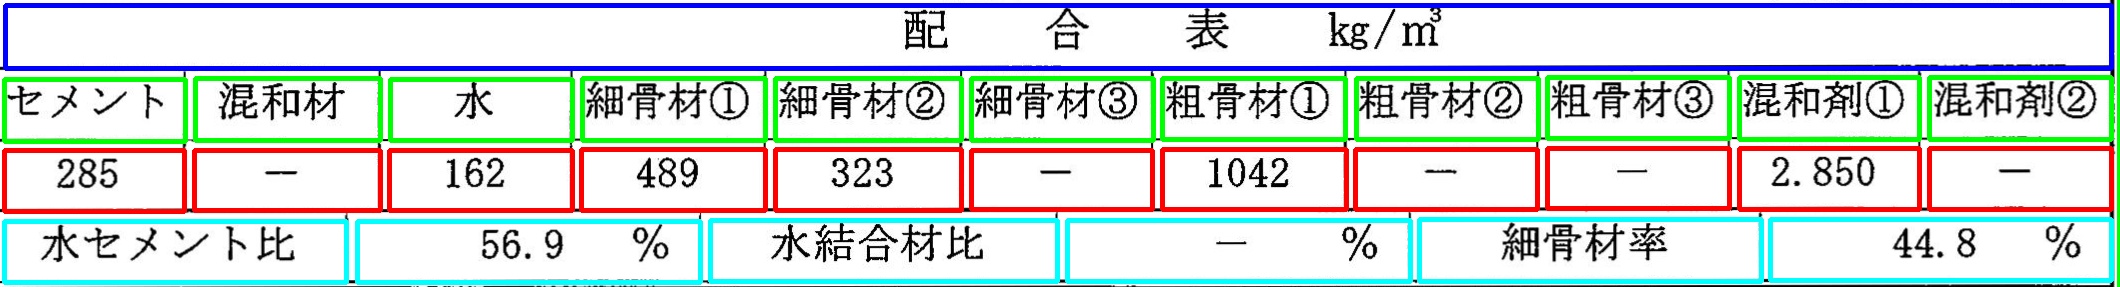 配合表 kg/㎥
セメント 混和材 水 細骨材① 細骨材② 細骨材③ 粗骨材① 粗骨材② 粗骨材③ 混和剤① 混和剤②
285 － 162 489 323 － 1042 － － 2.850 －
水セメント比 56.9 % 水結合材比 － % 細骨材率 44.8 %